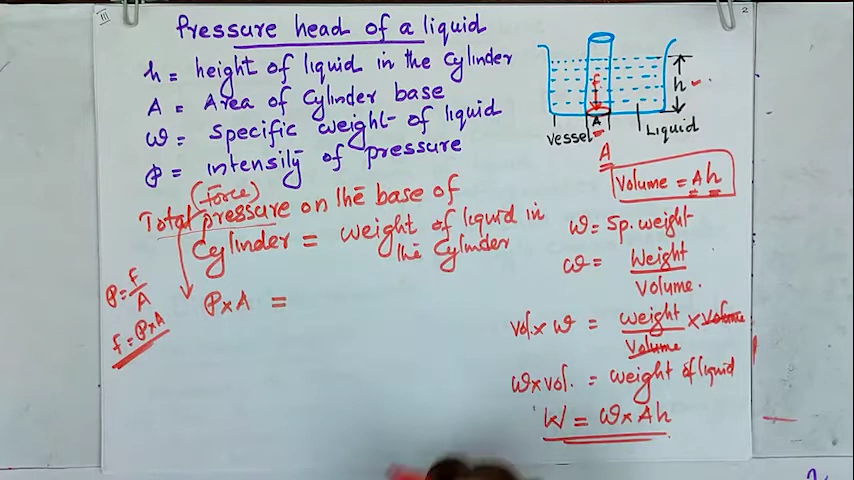 III
2
Pressure head of a liquid
h = height of liquid in the cylinder
A = Area of Cylinder base
ω = specific weight of liquid
P = intensity of pressure
f
A
h
Vessel
Liquid
A
(Force)
Total pressure on the base of
Cylinder = weight of liquid in
the Cylinder
P = f/A
f = P×A
P×A =
Volume = Ah
ω = Sp. weight
ω = Weight/Volume.
Vol. × ω = weight/Volume × Volume
ω × vol. = weight of liquid
W = ω × Ah